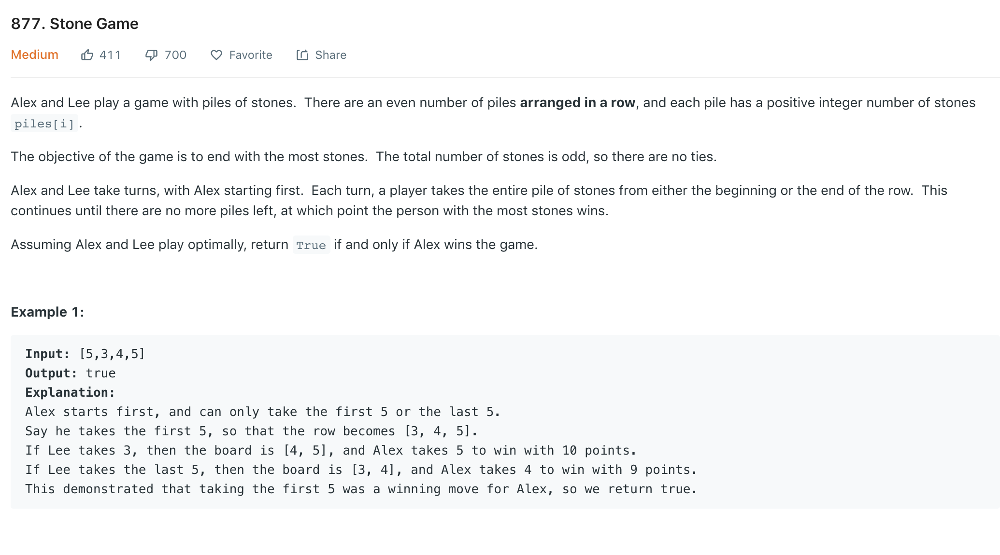 877. Stone Game
Medium 411 700 Favorite Share
Alex and Lee play a game with piles of stones.  There are an even number of piles arranged in a row, and each pile has a positive integer number of stones
piles[i].
The objective of the game is to end with the most stones.  The total number of stones is odd, so there are no ties.
Alex and Lee take turns, with Alex starting first.  Each turn, a player takes the entire pile of stones from either the beginning or the end of the row.  This
continues until there are no more piles left, at which point the person with the most stones wins.
Assuming Alex and Lee play optimally, return True if and only if Alex wins the game.
Example 1:
Input: [5,3,4,5]
Output: true
Explanation:
Alex starts first, and can only take the first 5 or the last 5.
Say he takes the first 5, so that the row becomes [3, 4, 5].
If Lee takes 3, then the board is [4, 5], and Alex takes 5 to win with 10 points.
If Lee takes the last 5, then the board is [3, 4], and Alex takes 4 to win with 9 points.
This demonstrated that taking the first 5 was a winning move for Alex, so we return true.